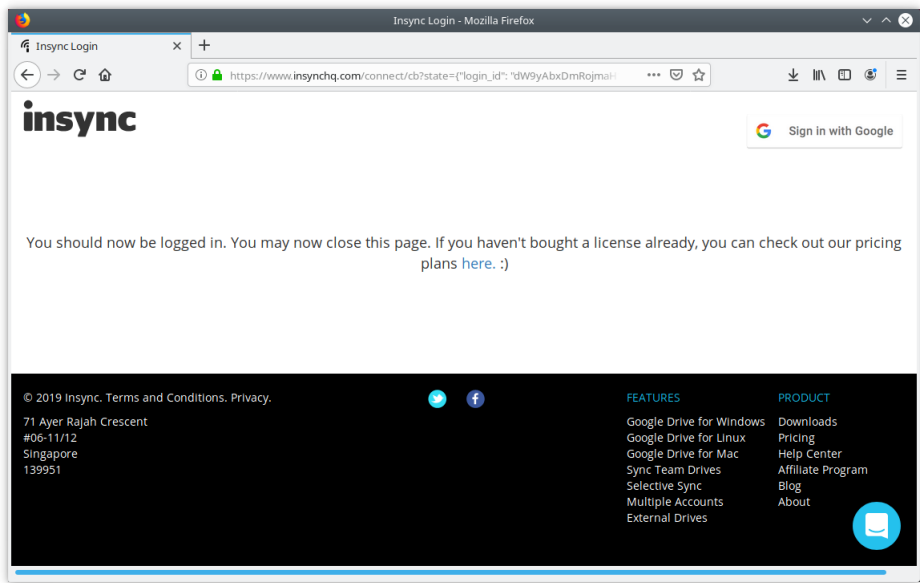 Insync Login - Mozilla Firefox
Insync Login
https://www.insynchq.com/connect/cb?state={"login_id": "dW9yAbxDmRojmaH
insync
Sign in with Google
You should now be logged in. You may now close this page. If you haven't bought a license already, you can check out our pricing
plans here. :)
© 2019 Insync. Terms and Conditions. Privacy.
71 Ayer Rajah Crescent
#06-11/12
Singapore
139951
FEATURES
Google Drive for Windows
Google Drive for Linux
Google Drive for Mac
Sync Team Drives
Selective Sync
Multiple Accounts
External Drives
PRODUCT
Downloads
Pricing
Help Center
Affiliate Program
Blog
About